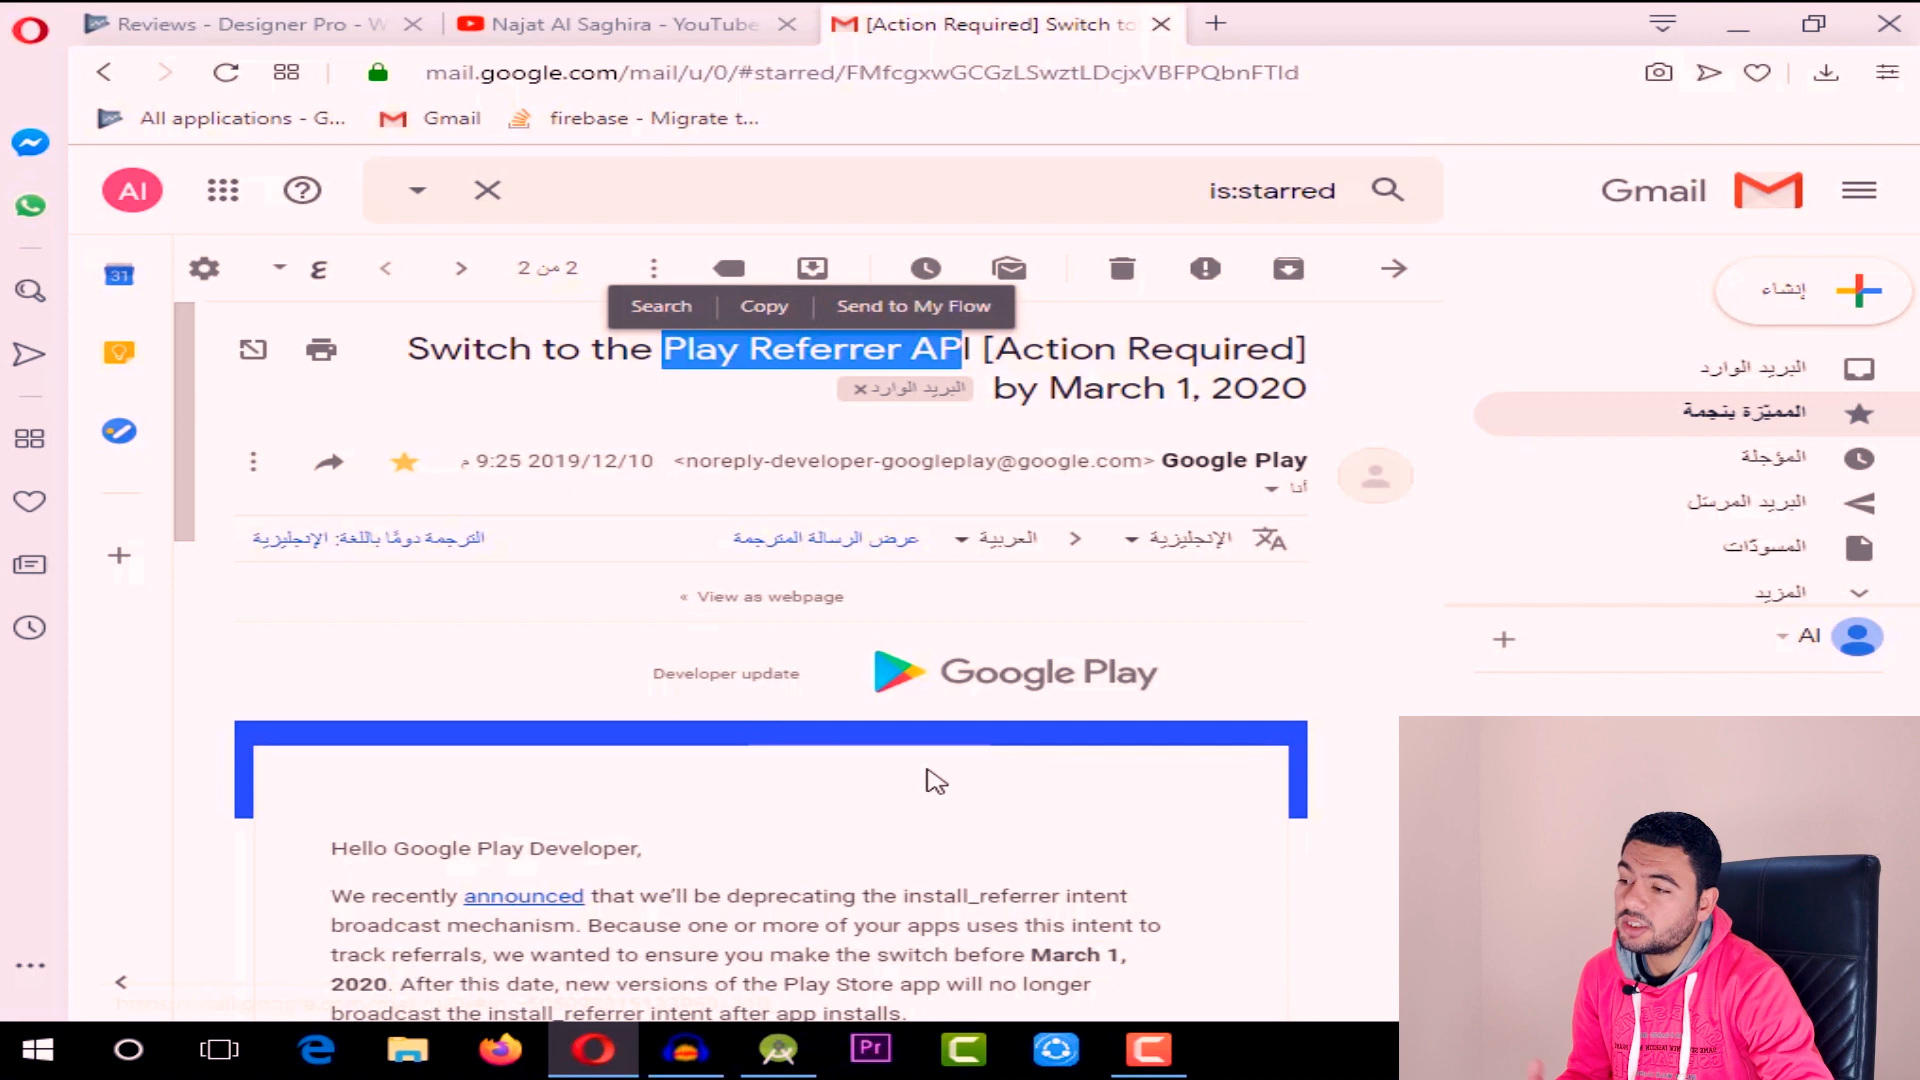 Reviews - Designer Pro - W
Najat Al Saghira - YouTube
[Action Required] Switch to
mail.google.com/mail/u/0/#starred/FMfcgxwGCGzLSwztLDcjxVBFPQbnFTld
All applications - G...
Gmail
firebase - Migrate t...
AI
is:starred
Gmail
31
ع
2 من 2
إنشاء
Search
Copy
Send to My Flow
Switch to the Play Referrer API [Action Required]
by March 1, 2020
البريد الوارد
البريد الوارد
المميّزة بنجمة
المؤجلة
البريد المرسَل
المسودّات
المزيد
AI
Google Play <noreply-developer-googleplay@google.com>
9:25 2019/12/10 م
أنا
الإنجليزية
العربية
عرض الرسالة المترجمة
الترجمة دومًا باللغة: الإنجليزية
View as webpage »
Developer update
Google Play
Hello Google Play Developer,
We recently announced that we'll be deprecating the install_referrer intent
broadcast mechanism. Because one or more of your apps uses this intent to
track referrals, we wanted to ensure you make the switch before March 1,
2020. After this date, new versions of the Play Store app will no longer
broadcast the install_referrer intent after app installs.
Pr